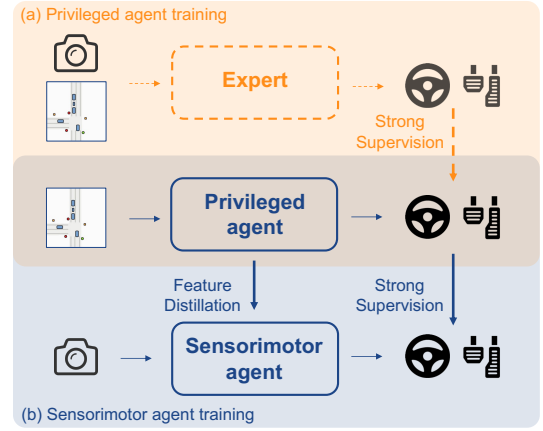 (a) Privileged agent training
Expert
Strong
Supervision
Privileged
agent
Feature
Distillation
Strong
Supervision
Sensorimotor
agent
(b) Sensorimotor agent training